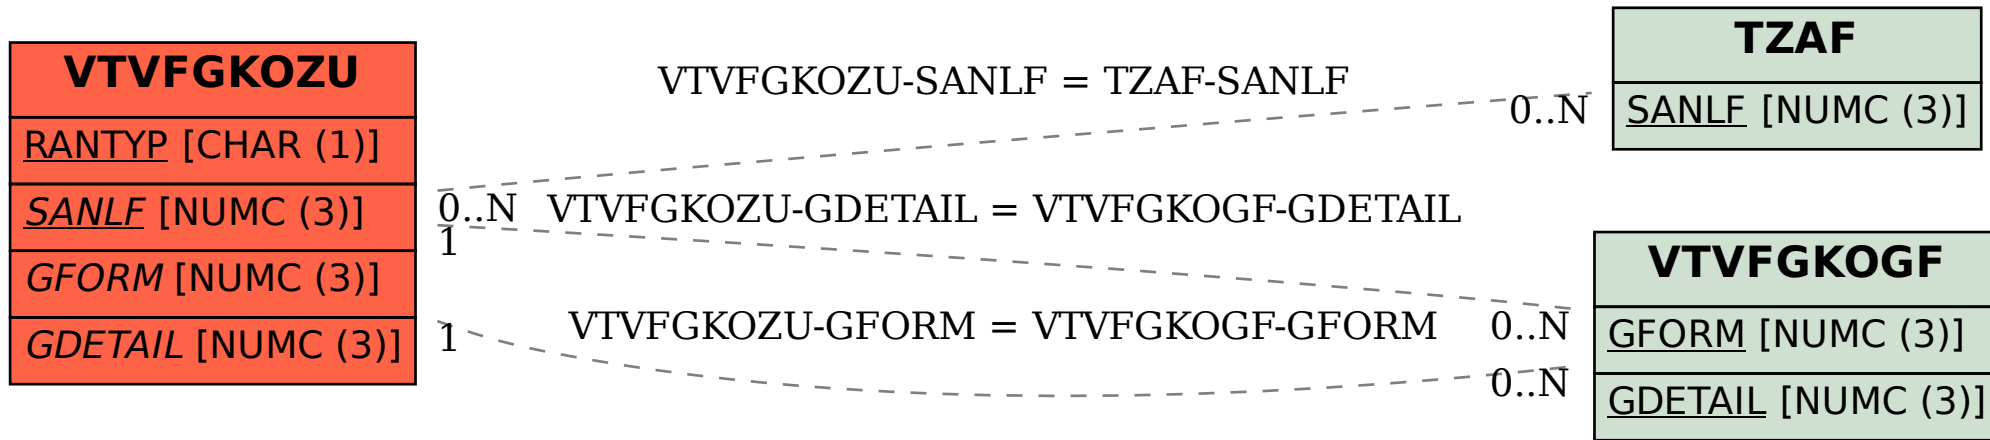 VTVFGKOZU
RANTYP [CHAR (1)]
SANLF [NUMC (3)]
GFORM [NUMC (3)]
GDETAIL [NUMC (3)]
VTVFGKOZU-SANLF = TZAF-SANLF
0..N
0..N
VTVFGKOZU-GDETAIL = VTVFGKOGF-GDETAIL
1
0..N
VTVFGKOZU-GFORM = VTVFGKOGF-GFORM
1
0..N
TZAF
SANLF [NUMC (3)]
VTVFGKOGF
GFORM [NUMC (3)]
GDETAIL [NUMC (3)]